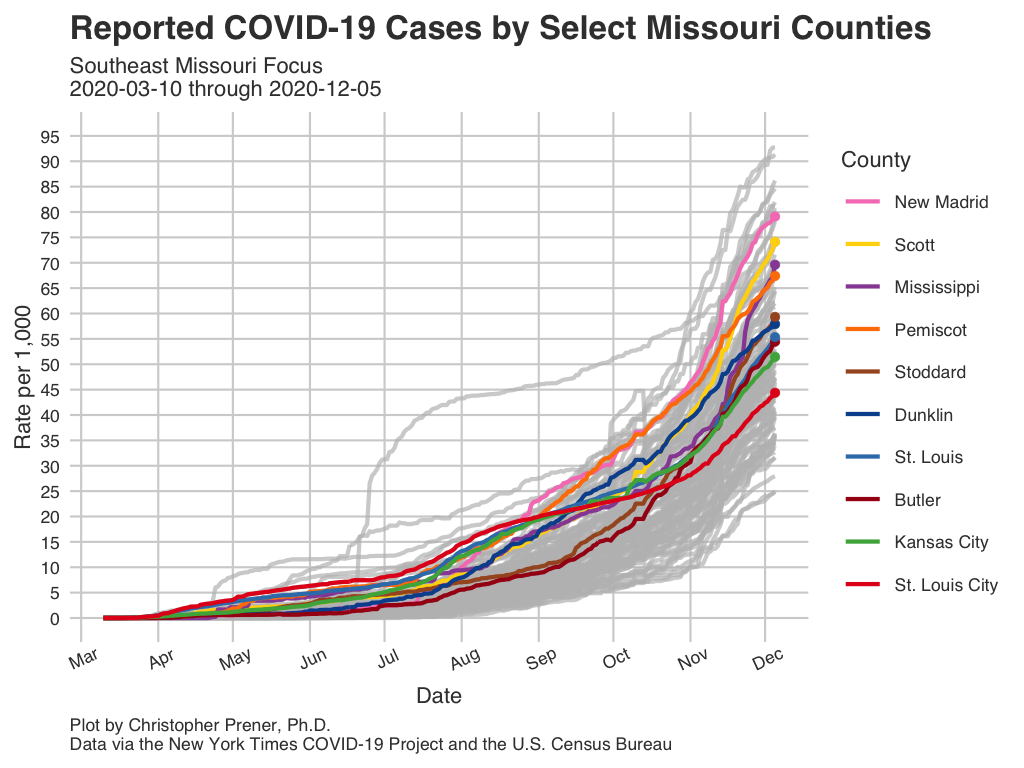 Reported COVID-19 Cases by Select Missouri Counties
Southeast Missouri Focus
2020-03-10 through 2020-12-05
Rate per 1,000
95
90
85
80
75
70
65
60
55
50
45
40
35
30
25
20
15
10
5
0
Mar
Apr
May
Jun
Jul
Aug
Sep
Oct
Nov
Dec
Date
County
New Madrid
Scott
Mississippi
Pemiscot
Stoddard
Dunklin
St. Louis
Butler
Kansas City
St. Louis City
Plot by Christopher Prener, Ph.D.
Data via the New York Times COVID-19 Project and the U.S. Census Bureau